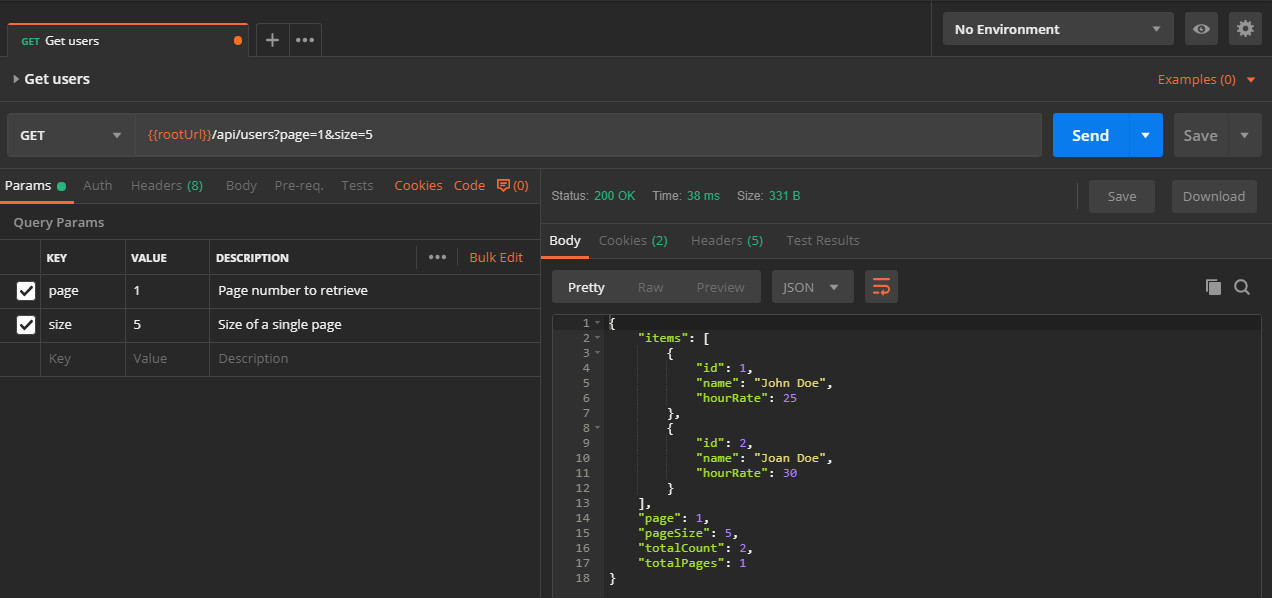 GET Get users
No Environment
Get users
Examples (0)
GET
{{rootUrl}}/api/users?page=1&size=5
Send
Save
Params Auth Headers (8) Body Pre-req. Tests Cookies Code (0)
Query Params
KEY VALUE DESCRIPTION ••• Bulk Edit
page 1 Page number to retrieve
size 5 Size of a single page
Key Value Description
Status: 200 OK Time: 38 ms Size: 331 B
Save Download
Body Cookies (2) Headers (5) Test Results
Pretty Raw Preview JSON
1 {
2 "items": [
3 {
4 "id": 1,
5 "name": "John Doe",
6 "hourRate": 25
7 },
8 {
9 "id": 2,
10 "name": "Joan Doe",
11 "hourRate": 30
12 }
13 ],
14 "page": 1,
15 "pageSize": 5,
16 "totalCount": 2,
17 "totalPages": 1
18 }